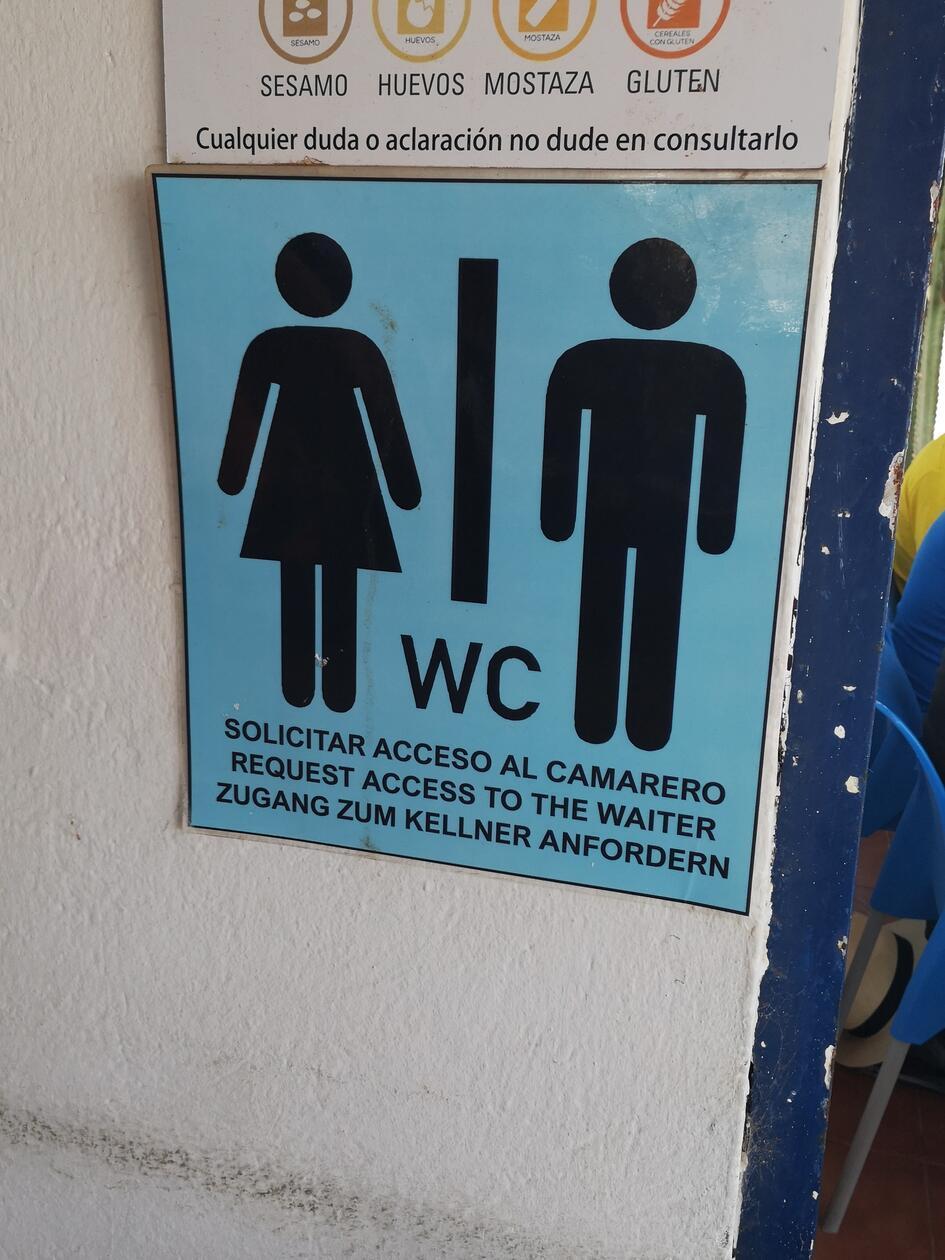 SESAMO HUEVOS MOSTAZA CEREALES CON GLUTEN
SESAMO HUEVOS MOSTAZA GLUTEN
Cualquier duda o aclaración no dude en consultarlo
WC
SOLICITAR ACCESO AL CAMARERO
REQUEST ACCESS TO THE WAITER
ZUGANG ZUM KELLNER ANFORDERN